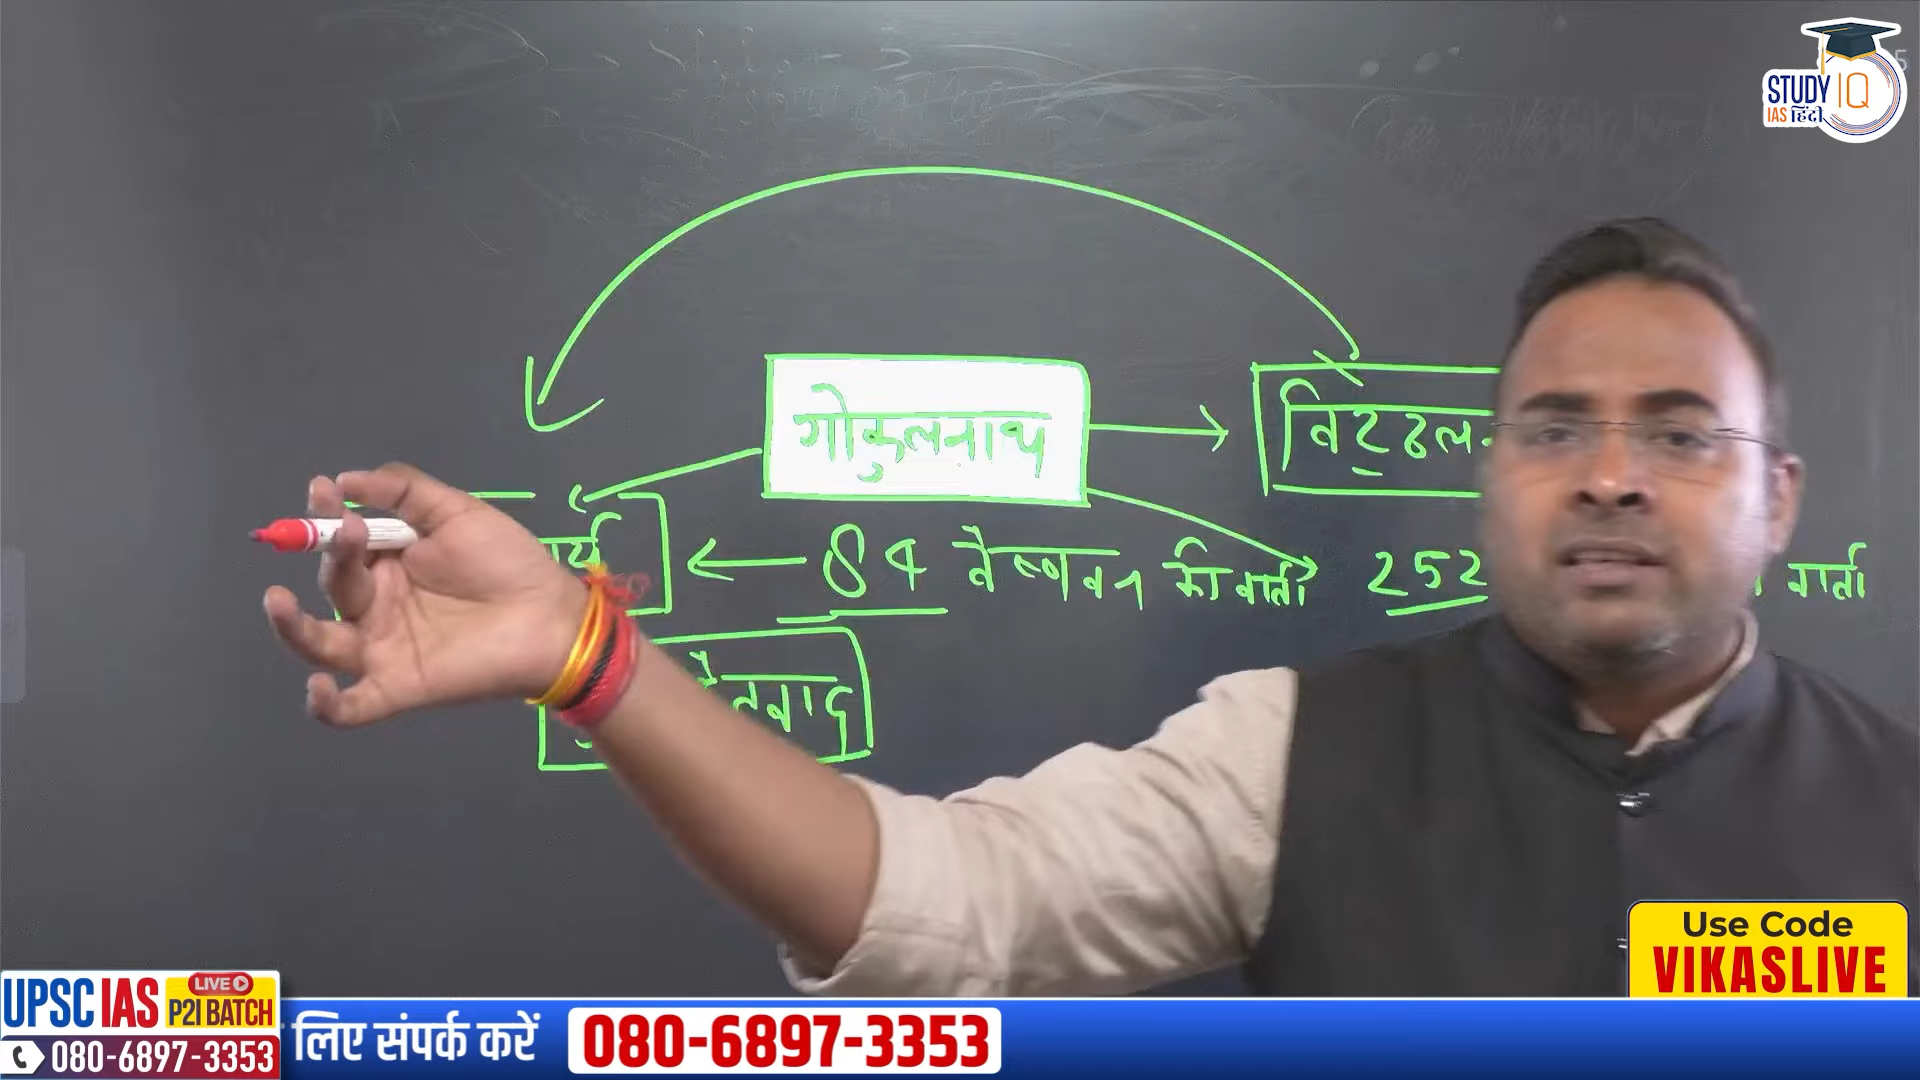 STUDY IQ
IAS हिंदी
गोकुलनाथ
विट्ठल
84 वैष्णवन की वार्ता
252
वार्ता
Use Code
VIKASLIVE
UPSC IAS
LIVE
P2I BATCH
080-6897-3353
लिए संपर्क करें
080-6897-3353